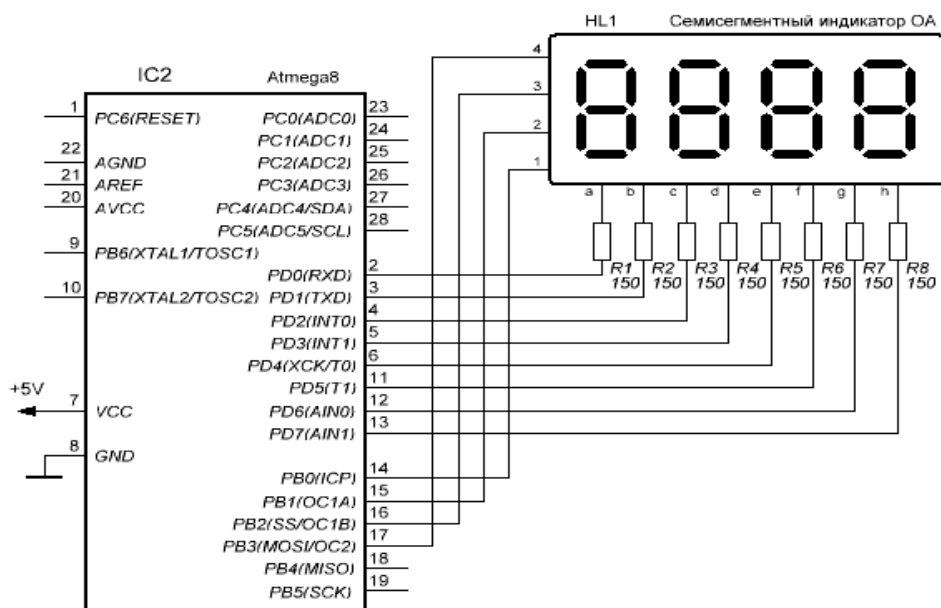 HL1 Семисегментный индикатор ОА
4
3
2
1
a b c d e f g h
R1 R2 R3 R4 R5 R6 R7 R8
150 150 150 150 150 150 150 150
IC2 Atmega8
1 PC6(RESET)
22 AGND
21 AREF
20 AVCC
9 PB6(XTAL1/TOSC1)
10 PB7(XTAL2/TOSC2)
+5V
7 VCC
8 GND
PC0(ADC0) 23
PC1(ADC1) 24
PC2(ADC2) 25
PC3(ADC3) 26
PC4(ADC4/SDA) 27
PC5(ADC5/SCL) 28
PD0(RXD) 2
PD1(TXD) 3
PD2(INT0) 4
PD3(INT1) 5
PD4(XCK/T0) 6
PD5(T1) 11
PD6(AIN0) 12
PD7(AIN1) 13
PB0(ICP) 14
PB1(OC1A) 15
PB2(SS/OC1B) 16
PB3(MOSI/OC2) 17
PB4(MISO) 18
PB5(SCK) 19